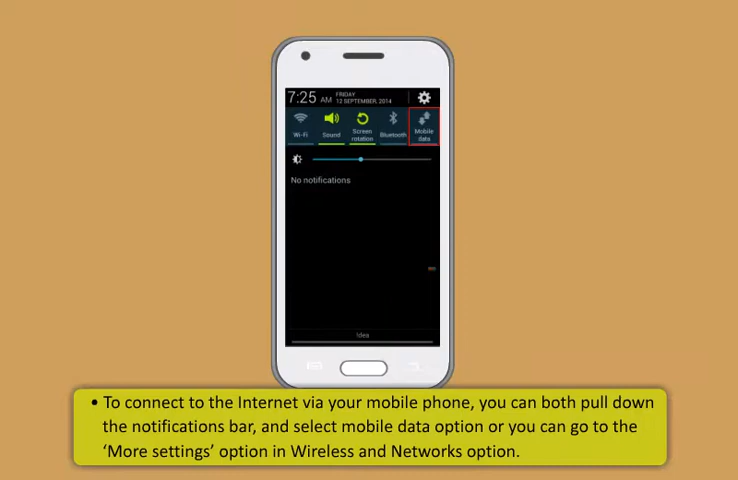 7:25 AM FRIDAY
12 SEPTEMBER, 2014
Wi-Fi Sound Screen rotation Bluetooth Mobile data
No notifications
Idea
• To connect to the Internet via your mobile phone, you can both pull down
the notifications bar, and select mobile data option or you can go to the
‘More settings’ option in Wireless and Networks option.